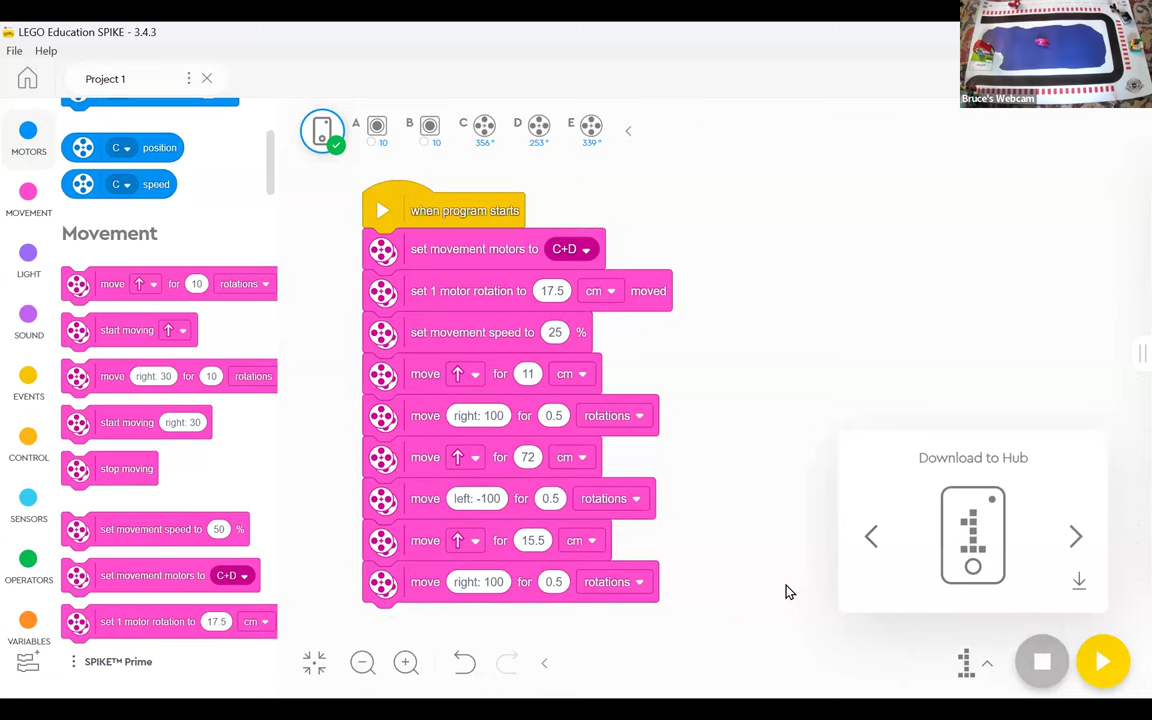 LEGO Education SPIKE - 3.4.3
File Help
Project 1
Bruce's Webcam
MOTORS
MOVEMENT
LIGHT
SOUND
EVENTS
CONTROL
SENSORS
OPERATORS
VARIABLES
C position
C speed
Movement
move for 10 rotations
start moving
move right: 30 for 10 rotations
start moving right: 30
stop moving
set movement speed to 50 %
set movement motors to C+D
set 1 motor rotation to 17.5 cm
SPIKE™ Prime
A B C D E
10 10 356° 253° 339°
when program starts
set movement motors to C+D
set 1 motor rotation to 17.5 cm moved
set movement speed to 25 %
move for 11 cm
move right: 100 for 0.5 rotations
move for 72 cm
move left: -100 for 0.5 rotations
move for 15.5 cm
move right: 100 for 0.5 rotations
Download to Hub
1
1